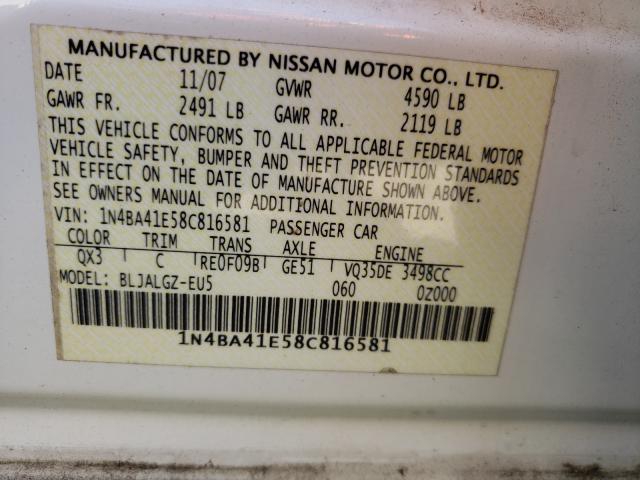 MANUFACTURED BY NISSAN MOTOR CO., LTD.
DATE 11/07 GVWR 4590 LB
GAWR FR. 2491 LB GAWR RR. 2119 LB
THIS VEHICLE CONFORMS TO ALL APPLICABLE FEDERAL MOTOR
VEHICLE SAFETY, BUMPER AND THEFT PREVENTION STANDARDS
IN EFFECT ON THE DATE OF MANUFACTURE SHOWN ABOVE.
SEE OWNERS MANUAL FOR ADDITIONAL INFORMATION.
VIN: 1N4BA41E58C816581 PASSENGER CAR
COLOR TRIM TRANS AXLE ENGINE
QX3 C RE0F09B GE51 VQ35DE 3498CC
MODEL: BLJALGZ-EU5 060 0Z000
1N4BA41E58C816581